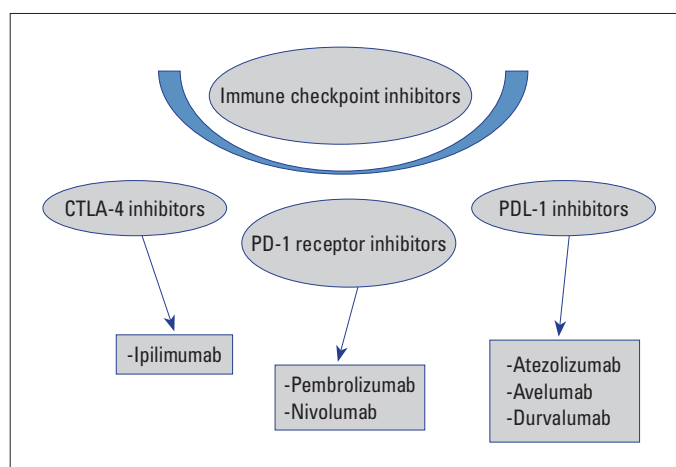 Immune checkpoint inhibitors
CTLA-4 inhibitors
PD-1 receptor inhibitors
PDL-1 inhibitors
-Ipilimumab
-Pembrolizumab
-Nivolumab
-Atezolizumab
-Avelumab
-Durvalumab